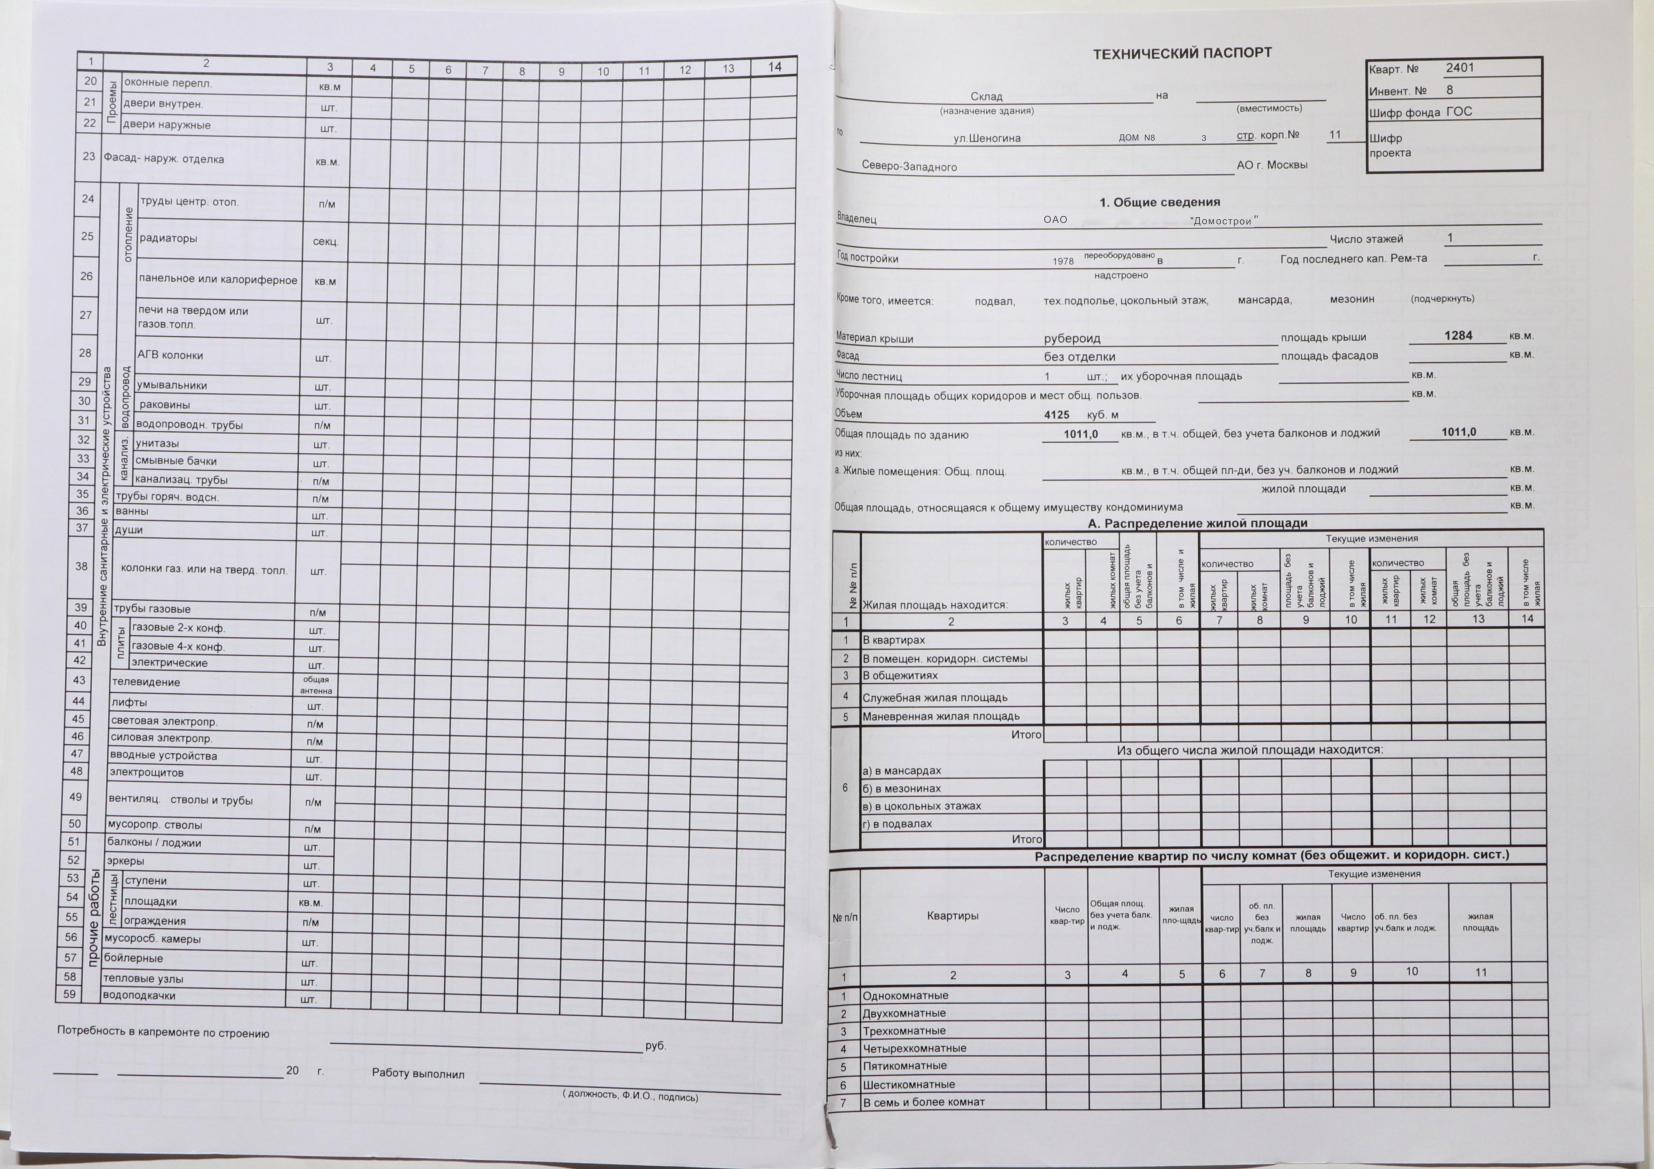 1 2 3 4 5 6 7 8 9 10 11 12 13 14
Проемы
20 оконные перепл. кв.м
21 двери внутрен. шт.
22 двери наружные шт.
23 Фасад- наруж. отделка кв.м.
Внутренние санитарные и электрические устройства
отопление
24 труды центр. отоп. п/м
25 радиаторы секц.
26 панельное или калориферное кв.м
27 печи на твердом или газов.топл. шт.
28 АГВ колонки шт.
водопровод
29 умывальники шт.
30 раковины шт.
31 водопроводн. трубы п/м
канализ.
32 унитазы шт.
33 смывные бачки шт.
34 канализац. трубы п/м
35 трубы горяч. водсн. п/м
36 ванны шт.
37 души шт.
38 колонки газ. или на тверд. топл. шт.
39 трубы газовые п/м
плиты
40 газовые 2-х конф. шт.
41 газовые 4-х конф. шт.
42 электрические шт.
43 телевидение общая антенна
44 лифты шт.
45 световая электропр. п/м
46 силовая электропр. п/м
47 вводные устройства шт.
48 электрощитов шт.
49 вентиляц. стволы и трубы п/м
50 мусоропр. стволы п/м
прочие работы
51 балконы / лоджии шт.
52 эркеры шт.
лестницы
53 ступени шт.
54 площадки кв.м.
55 ограждения п/м
56 мусоросб. камеры шт.
57 бойлерные шт.
58 тепловые узлы шт.
59 водоподкачки шт.
Потребность в капремонте по строению руб.
20 г. Работу выполнил
( должность, Ф.И.О., подпись)
ТЕХНИЧЕСКИЙ ПАСПОРТ
Кварт. № 2401
Инвент. № 8
Шифр фонда ГОС
Шифр
проекта
Склад на
(назначение здания) (вместимость)
по ул.Шеногина ДОМ N8 3 стр. корп.№ 11
Северо-Западного АО г. Москвы
1. Общие сведения
Владелец ОАО "Домострои"
Число этажей 1
Год постройки 1978 переоборудовано в г. Год последнего кап. Рем-та г.
надстроено
Кроме того, имеется: подвал, тех.подполье, цокольный этаж, мансарда, мезонин (подчеркнуть)
Материал крыши рубероид площадь крыши 1284 кв.м.
Фасад без отделки площадь фасадов кв.м.
Число лестниц 1 шт.; их уборочная площадь кв.м.
Уборочная площадь общих коридоров и мест общ. пользов. кв.м.
Объем 4125 куб. м
Общая площадь по зданию 1011,0 кв.м., в т.ч. общей, без учета балконов и лоджий 1011,0 кв.м.
из них:
а. Жилые помещения: Общ. площ. кв.м., в т.ч. общей пл-ди, без уч. балконов и лоджий кв.м.
жилой площади кв.м.
Общая площадь, относящаяся к общему имуществу кондоминиума кв.м.
А. Распределение жилой площади
количество Текущие изменения
№ № п/п Жилая площадь находится: жилых квартир жилых комнат общая площадь без учета балконов и в том числе и жилая количество жилых квартир жилых комнат площадь без учета балконов и лоджий в том числе жилая количество жилых квартир жилых комнат общая площадь без учета балконов и лоджий в том числе жилая
1 2 3 4 5 6 7 8 9 10 11 12 13 14
1 В квартирах
2 В помещен. коридорн. системы
3 В общежитиях
4 Служебная жилая площадь
5 Маневренная жилая площадь
Итого
Из общего числа жилой площади находится:
6
а) в мансардах
б) в мезонинах
в) в цокольных этажах
г) в подвалах
Итого
Распределение квартир по числу комнат (без общежит. и коридорн. сист.)
Текущие изменения
№ п/п Квартиры Число квар-тир Общая площ. без учета балк. и лодж. жилая пло-щадь число квар-тир об. пл. без уч.балк и лодж. жилая площадь Число квартир об. пл. без уч.балк и лодж. жилая площадь
1 2 3 4 5 6 7 8 9 10 11
1 Однокомнатные
2 Двухкомнатные
3 Трехкомнатные
4 Четырехкомнатные
5 Пятикомнатные
6 Шестикомнатные
7 В семь и более комнат